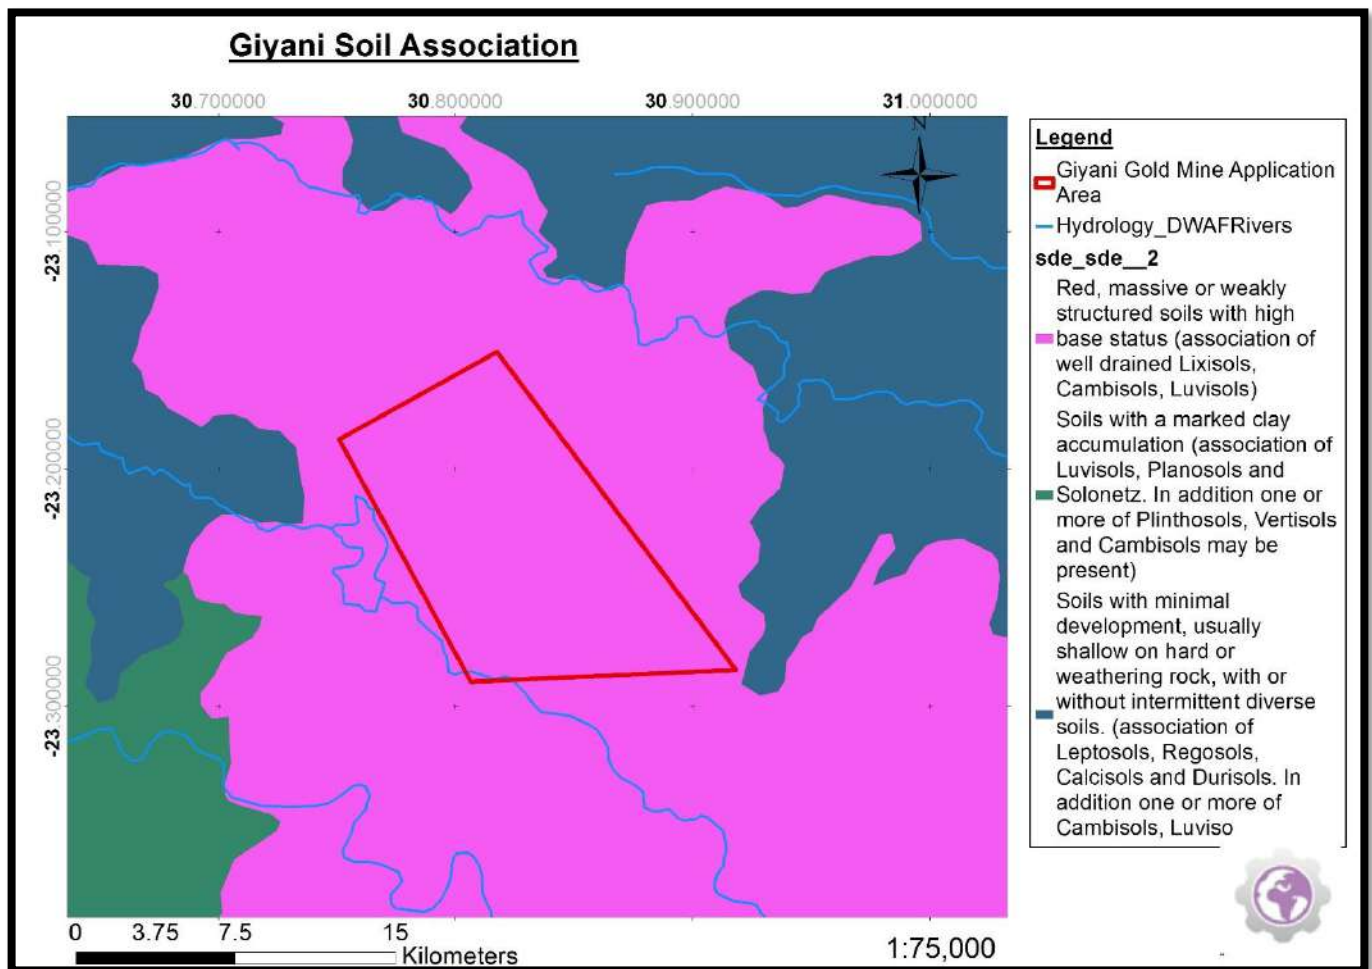 Giyani Soil Association
30.700000 30.800000 30.900000 31.000000
N
-23.100000
-23.200000
-23.300000
Legend
Giyani Gold Mine Application
Area
Hydrology_DWAFRivers
sde_sde__2
Red, massive or weakly
structured soils with high
base status (association of
well drained Lixisols,
Cambisols, Luvisols)
Soils with a marked clay
accumulation (association of
Luvisols, Planosols and
Solonetz. In addition one or
more of Plinthosols, Vertisols
and Cambisols may be
present)
Soils with minimal
development, usually
shallow on hard or
weathering rock, with or
without intermittent diverse
soils. (association of
Leptosols, Regosols,
Calcisols and Durisols. In
addition one or more of
Cambisols, Luviso
0 3.75 7.5 15
Kilometers
1:75,000